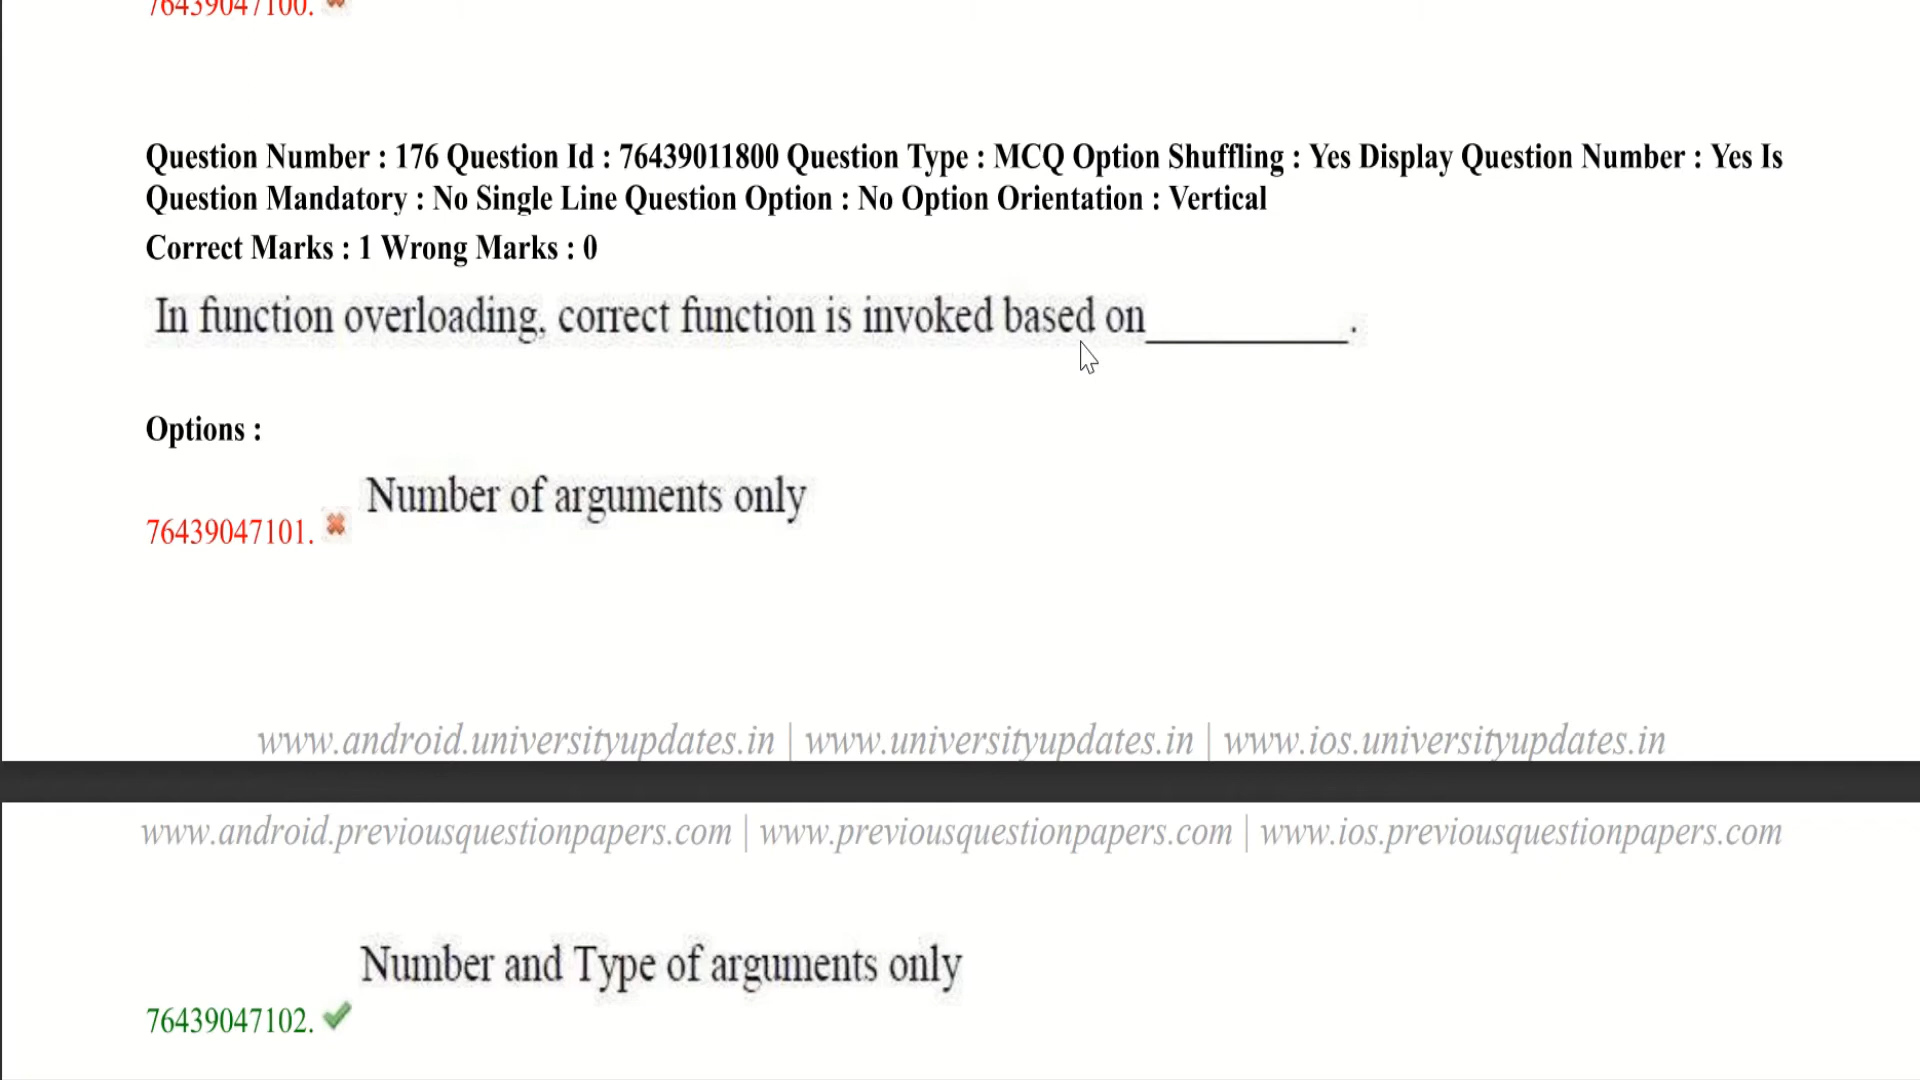 76439047100.
Question Number : 176 Question Id : 76439011800 Question Type : MCQ Option Shuffling : Yes Display Question Number : Yes Is
Question Mandatory : No Single Line Question Option : No Option Orientation : Vertical
Correct Marks : 1 Wrong Marks : 0
In function overloading, correct function is invoked based on__________.
Options :
Number of arguments only
76439047101.
www.android.universityupdates.in | www.universityupdates.in | www.ios.universityupdates.in
www.android.previousquestionpapers.com | www.previousquestionpapers.com | www.ios.previousquestionpapers.com
Number and Type of arguments only
76439047102.